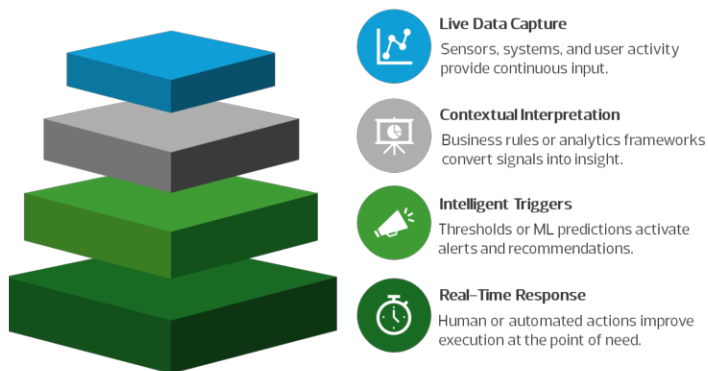 Live Data Capture
Sensors, systems, and user activity
provide continuous input.
Contextual Interpretation
Business rules or analytics frameworks
convert signals into insight.
Intelligent Triggers
Thresholds or ML predictions activate
alerts and recommendations.
Real-Time Response
Human or automated actions improve
execution at the point of need.